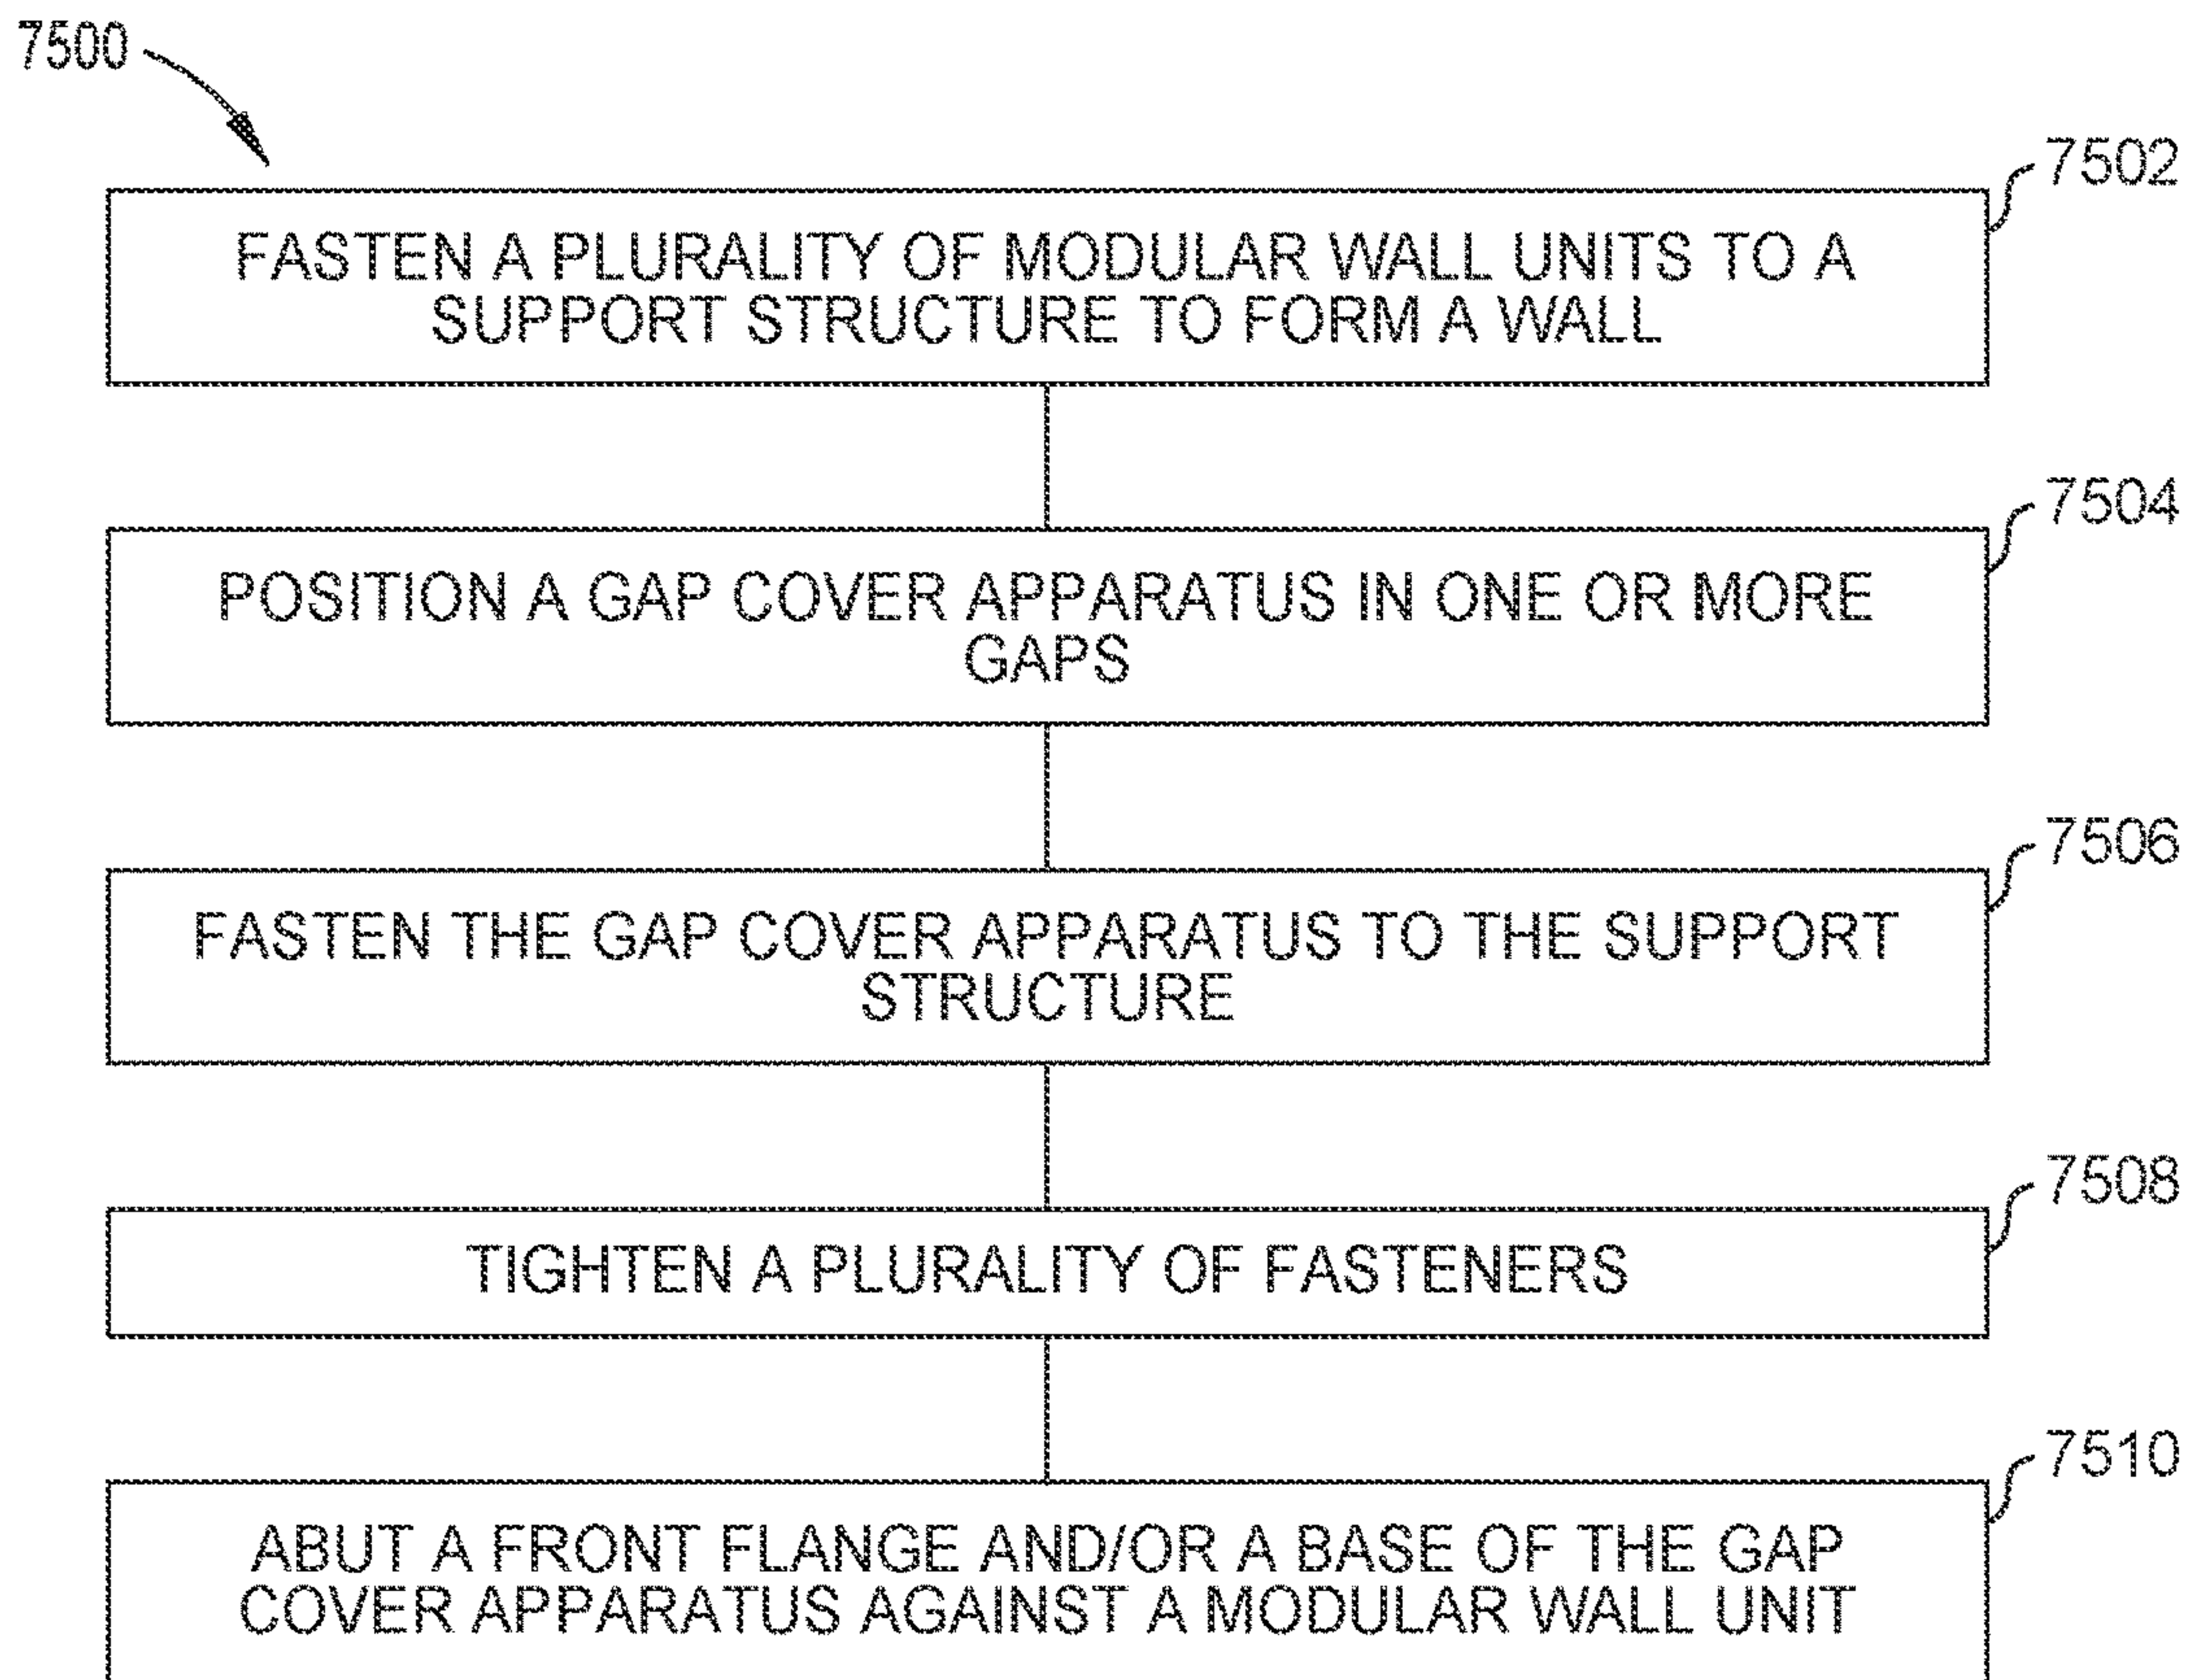 7500
7502
FASTEN A PLURALITY OF MODULAR WALL UNITS TO A
SUPPORT STRUCTURE TO FORM A WALL
7504
POSITION A GAP COVER APPARATUS IN ONE OR MORE
GAPS
7506
FASTEN THE GAP COVER APPARATUS TO THE SUPPORT
STRUCTURE
7508
TIGHTEN A PLURALITY OF FASTENERS
7510
ABUT A FRONT FLANGE AND/OR A BASE OF THE GAP
COVER APPARATUS AGAINST A MODULAR WALL UNIT